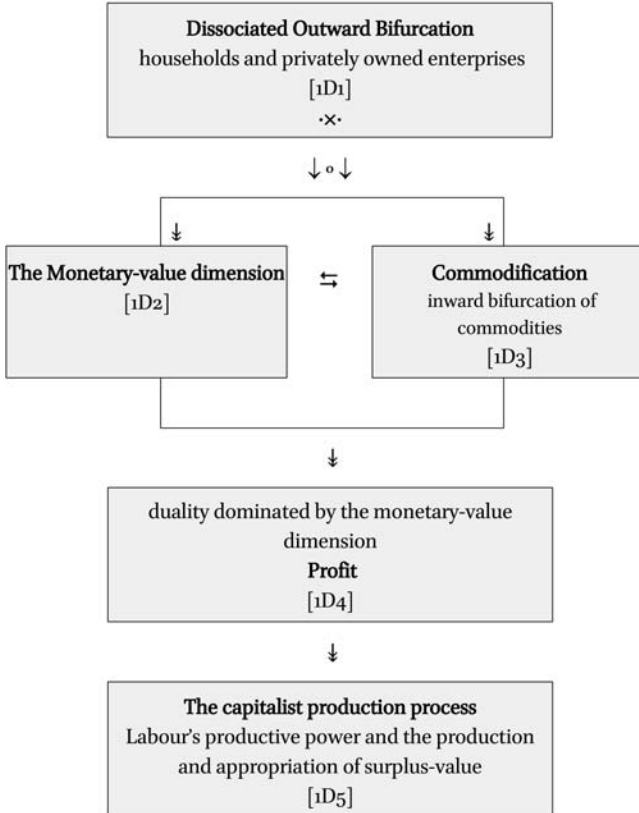 Dissociated Outward Bifurcation
households and privately owned enterprises
[1D1]
·×·
↓ o ↓
↡ ↡
The Monetary-value dimension
[1D2]
⇆
Commodification
inward bifurcation of
commodities
[1D3]
↡
duality dominated by the monetary-value
dimension
Profit
[1D4]
↡
The capitalist production process
Labour's productive power and the production
and appropriation of surplus-value
[1D5]